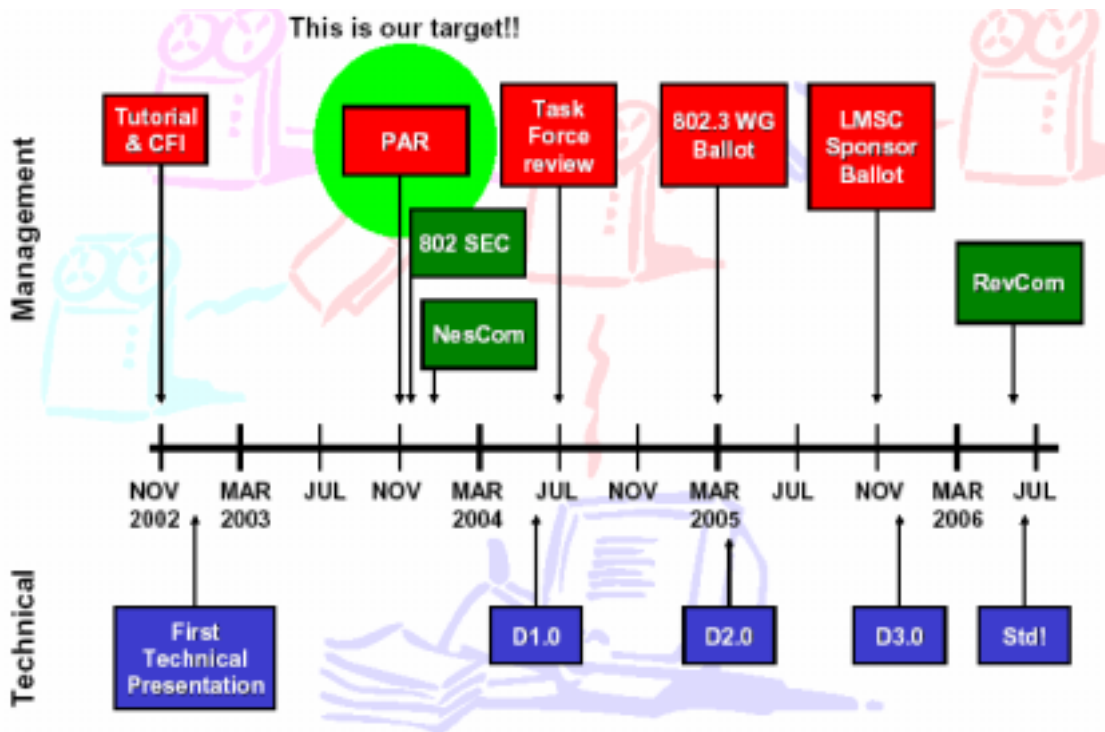 This is our target!!
Management
Tutorial
& CFI
PAR
Task
Force
review
802.3 WG
Ballot
LMSC
Sponsor
Ballot
802 SEC
NesCom
RevCom
NOV
2002
MAR
2003
JUL
NOV
MAR
2004
JUL
NOV
MAR
2005
JUL
NOV
MAR
2006
JUL
Technical
First
Technical
Presentation
D1.0
D2.0
D3.0
Std!